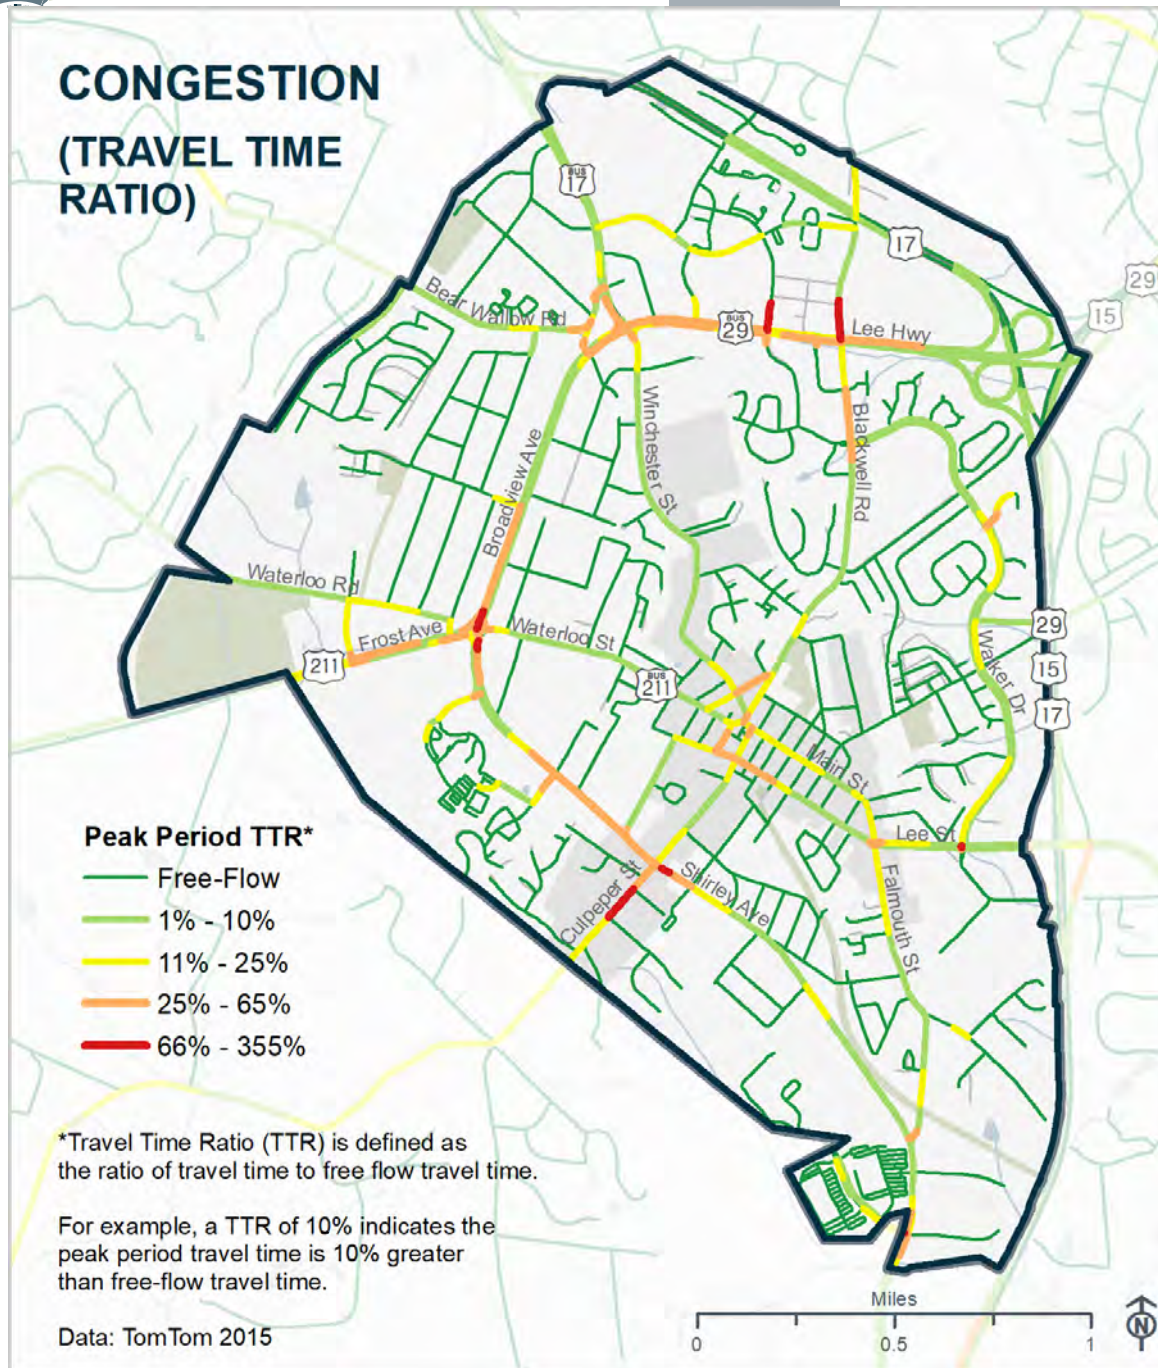 CONGESTION
(TRAVEL TIME
RATIO)
BUS
17
17
29
15
Bear Wallow Rd
BUS
29
Lee Hwy
Winchester St
Blackwell Rd
Broadview Ave
Waterloo Rd
Frost Ave
Waterloo St
211
BUS
211
29
15
17
Walker Dr
Main St
Lee St
Peak Period TTR*
Free-Flow
1% - 10%
11% - 25%
25% - 65%
66% - 355%
Culpeper St
Shirley Ave
Falmouth St
*Travel Time Ratio (TTR) is defined as
the ratio of travel time to free flow travel time.
For example, a TTR of 10% indicates the
peak period travel time is 10% greater
than free-flow travel time.
Data: TomTom 2015
Miles
0
0.5
1
N